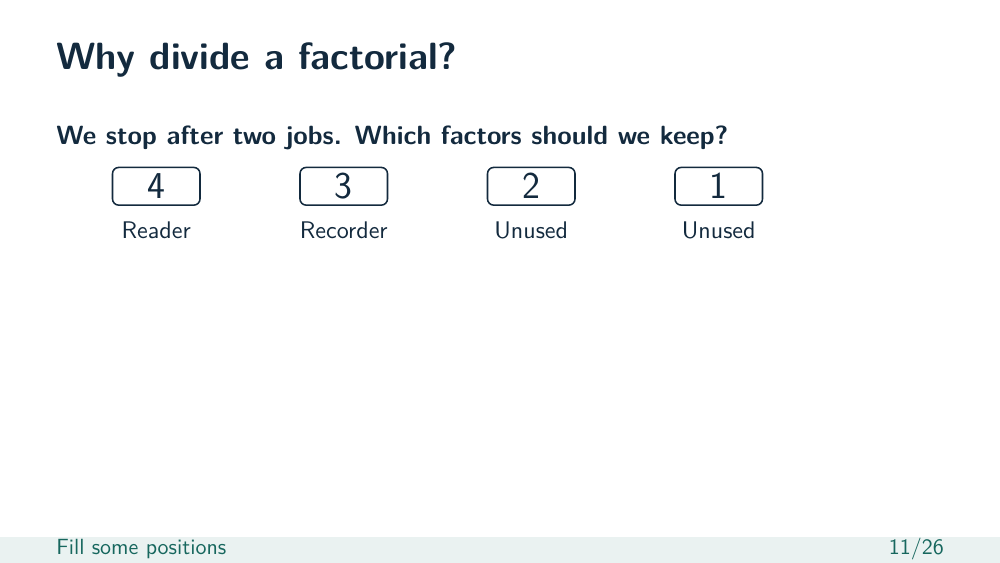 Why divide a factorial?
We stop after two jobs. Which factors should we keep?
4 3 2 1
Reader Recorder Unused Unused
Fill some positions 11/26